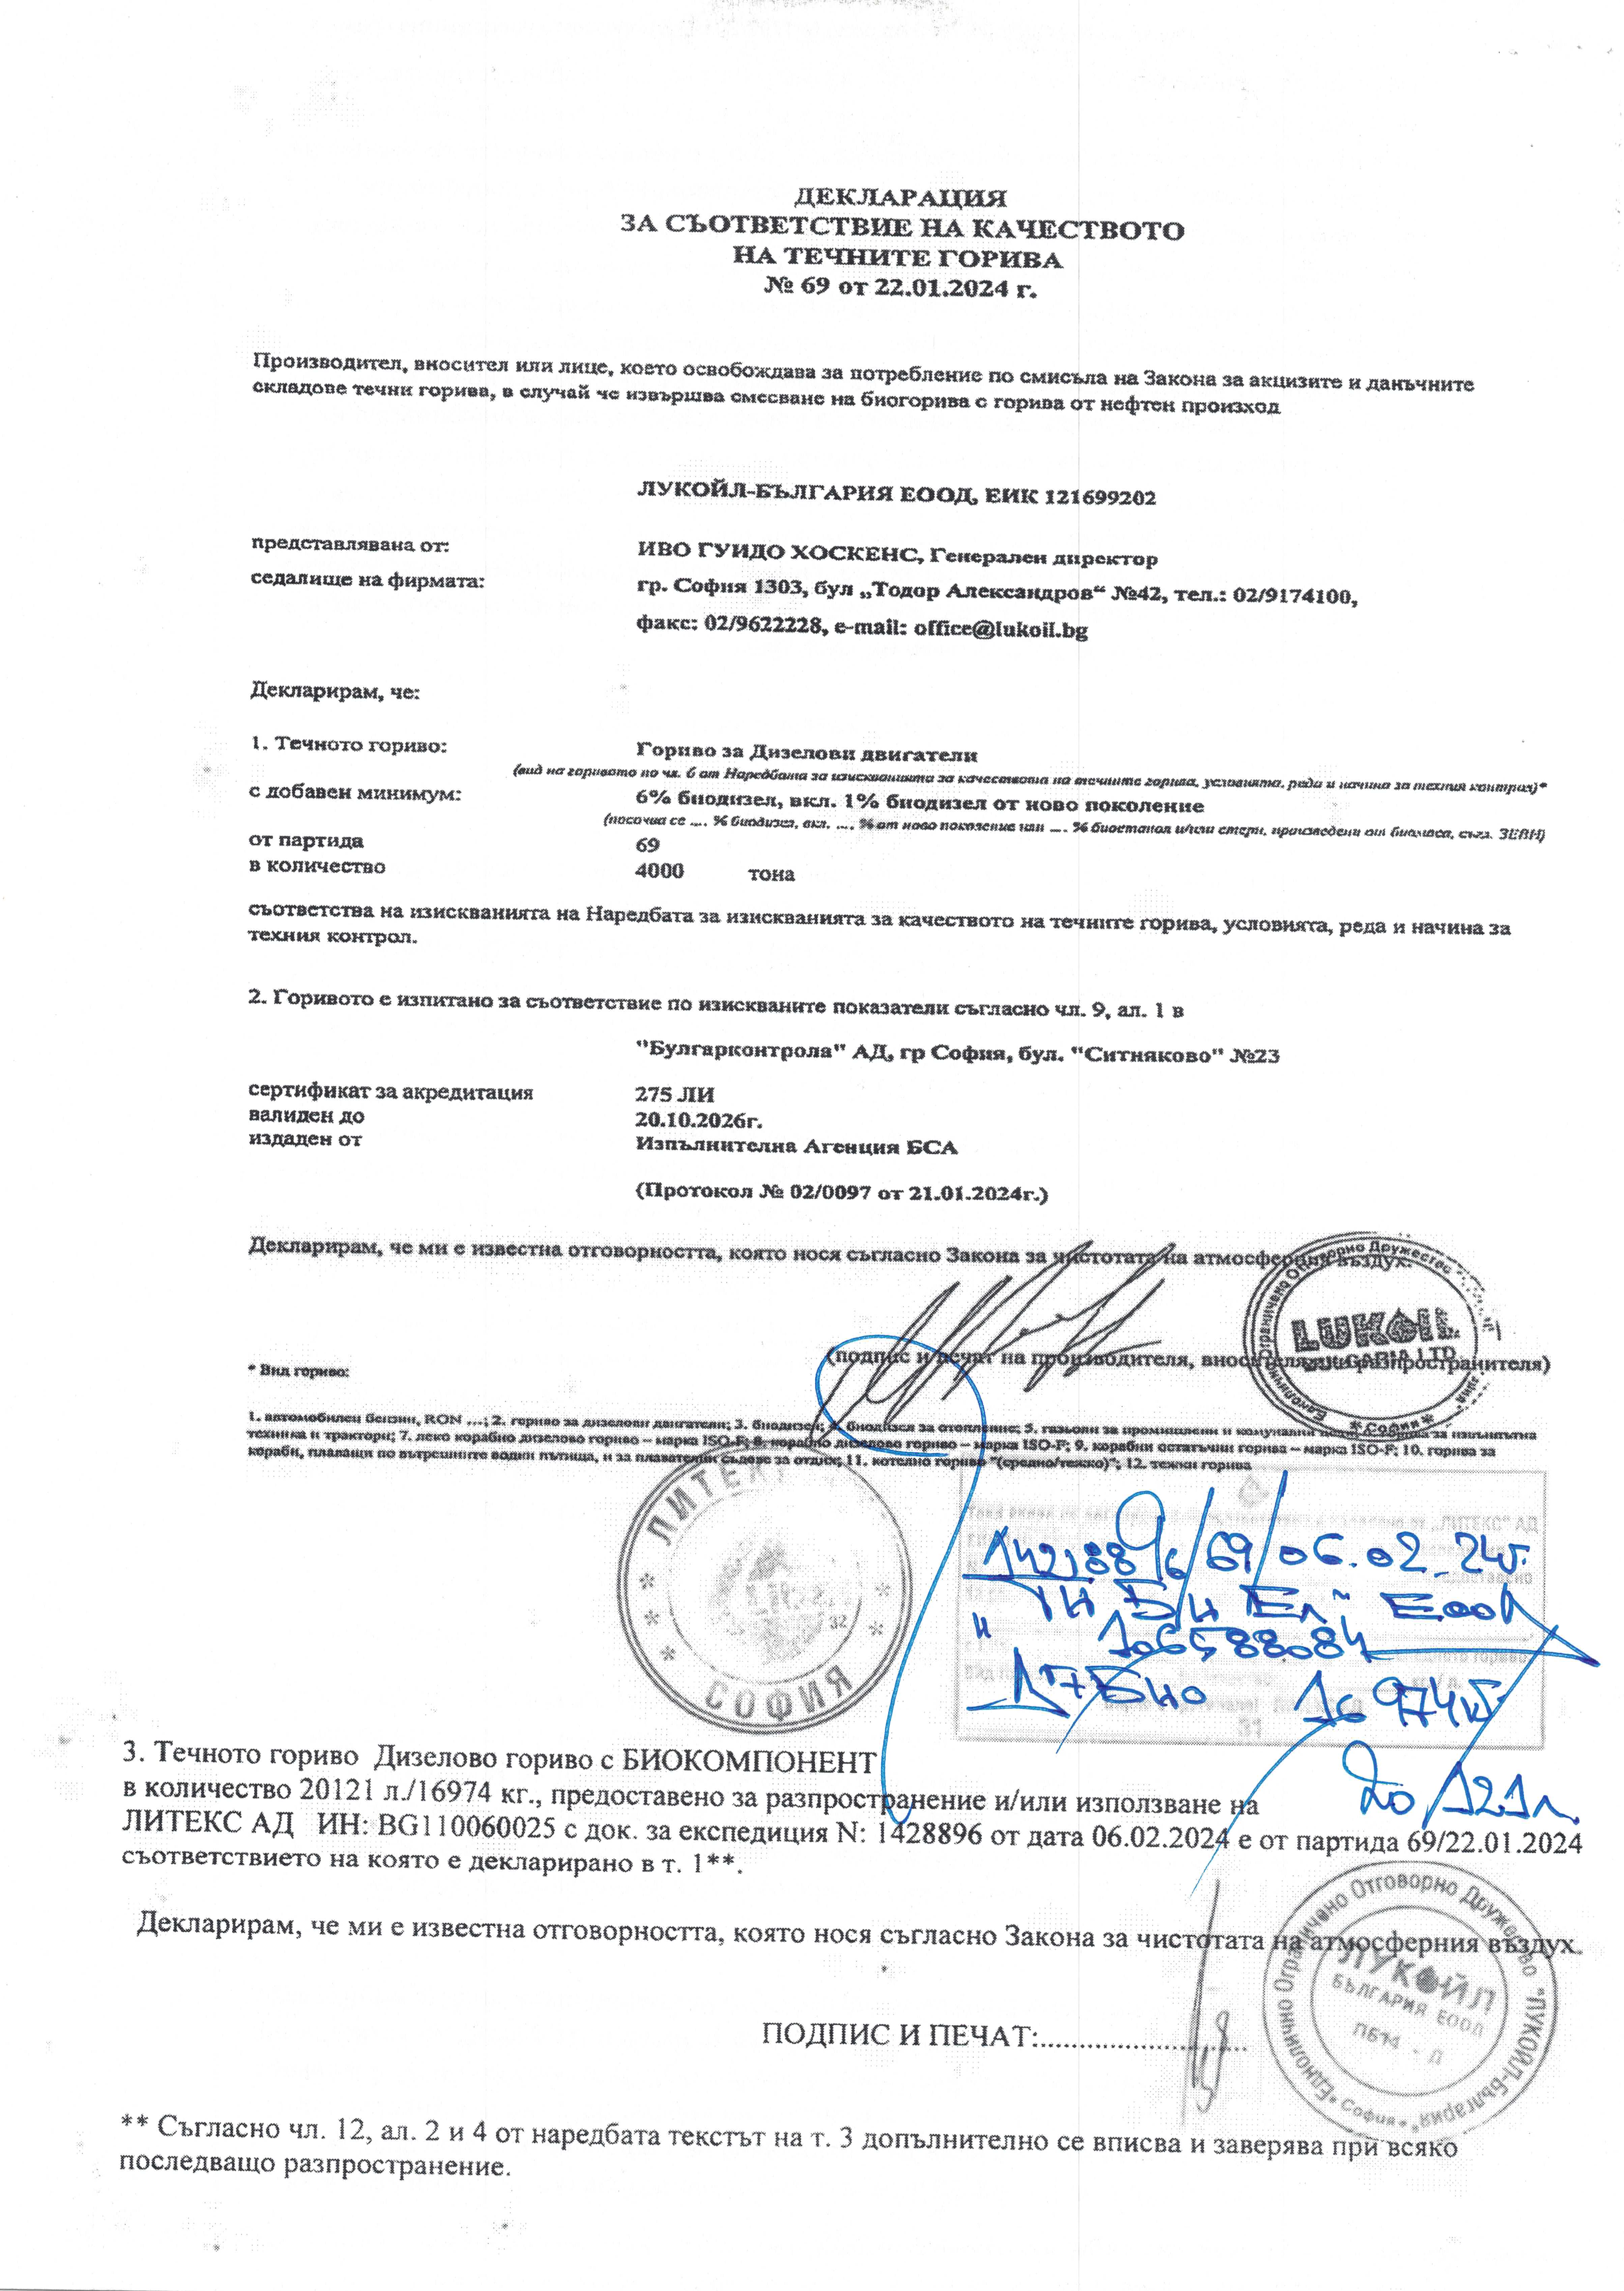 ДЕКЛАРАЦИЯ
ЗА СЪОТВЕТСТВИЕ НА КАЧЕСТВОТО
НА ТЕЧНИТЕ ГОРИВА
№ 69 от 22.01.2024 г.
Производител, вносител или лице, което освобождава за потребление по смисъла на Закона за акцизите и данъчните
складове течни горива, в случай че извършва смесване на биогорива с горива от нефтен произход
ЛУКОЙЛ-БЪЛГАРИЯ ЕООД, ЕИК 121699202
представлявана от: ИВО ГУИДО ХОСКЕНС, Генерален директор
седалище на фирмата: гр. София 1303, бул „Тодор Александров“ №42, тел.: 02/9174100,
факс: 02/9622228, e-mail: office@lukoil.bg
Декларирам, че:
1. Течното гориво: Гориво за Дизелови двигатели
(вид на горивото по чл. 6 от Наредбата за изискванията за качеството на течните горива, условията, реда и начина за техния контрол)*
с добавен минимум: 6% биодизел, вкл. 1% биодизел от ново поколение
(посочва се .... % биодизел, вкл. .... % от ново поколение или .... % биоетанол и/или етери, произведени от биомаса, съгл. ЗЕВИ)
от партида 69
в количество 4000 тона
съответства на изискванията на Наредбата за изискванията за качеството на течните горива, условията, реда и начина за
техния контрол.
2. Горивото е изпитано за съответствие по изискваните показатели съгласно чл. 9, ал. 1 в
"Булгарконтрола" АД, гр София, бул. "Ситняково" №23
сертификат за акредитация 275 ЛИ
валиден до 20.10.2026г.
издаден от Изпълнителна Агенция БСА
(Протокол № 02/0097 от 21.01.2024г.)
Декларирам, че ми е известна отговорността, която нося съгласно Закона за чистотата на атмосферния въздух.
Ограничено Отговорно Дружество
LUKOIL
BULGARIA LTD
София
(подпис и печат на производителя, вносителя или разпространителя)
* Вид гориво:
1. автомобилен бензин, RON ...; 2. гориво за дизелови двигатели; 3. биодизел; 4. биодизел за отопление; 5. газьоли за промишлени и комунални за извънпътна
техника и трактори; 7. леко корабно дизелово гориво – марка ISO-F; 8. корабно дизелово гориво – марка ISO-F; 9. корабни остатъчни горива – марка ISO-F; 10. горива за
кораби, плаващи по вътрешните водни пътища, и за плавателни съдове за отдих; 11. котелно гориво "(средно/тежко)"; 12. тежки горива
ЛИТЕКС
32
СОФИЯ
„ЛИТЕКС" АД
1428896/69/06.02.24г.
ЕООД
106588084
Д+Био 16974кг
31
20121л.
3. Течното гориво Дизелово гориво с БИОКОМПОНЕНТ
в количество 20121 л./16974 кг., предоставено за разпространение и/или използване на
ЛИТЕКС АД ИН: BG110060025 с док. за експедиция N: 1428896 от дата 06.02.2024 е от партида 69/22.01.2024
съответствието на която е декларирано в т. 1**.
Декларирам, че ми е известна отговорността, която нося съгласно Закона за чистотата на атмосферния въздух.
Еднолично Ограничено Отговорно Дружество "ЛУКОЙЛ-България" София
ЛУКОЙЛ
БЪЛГАРИЯ ЕООД
ПОДПИС И ПЕЧАТ:............................
** Съгласно чл. 12, ал. 2 и 4 от наредбата текстът на т. 3 допълнително се вписва и заверява при всяко
последващо разпространение.